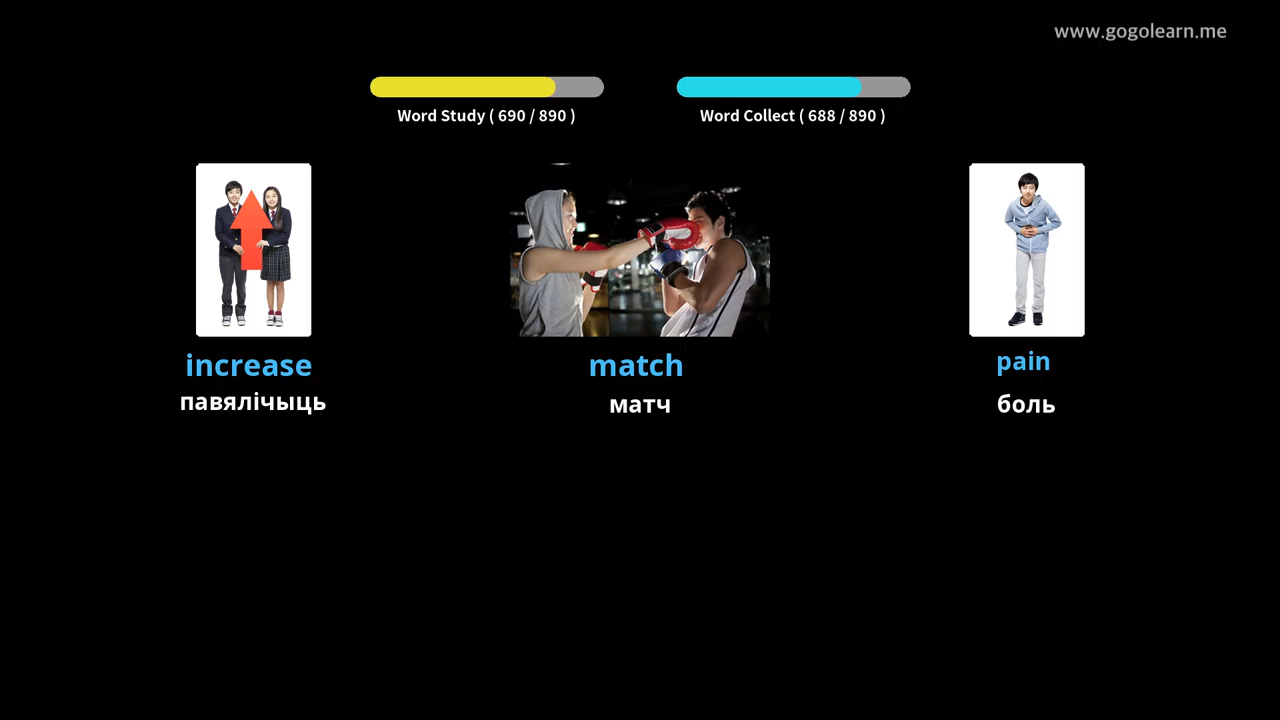 www.gogolearn.me
Word Study ( 690 / 890 )
Word Collect ( 688 / 890 )
increase
павялічыць
match
матч
pain
боль